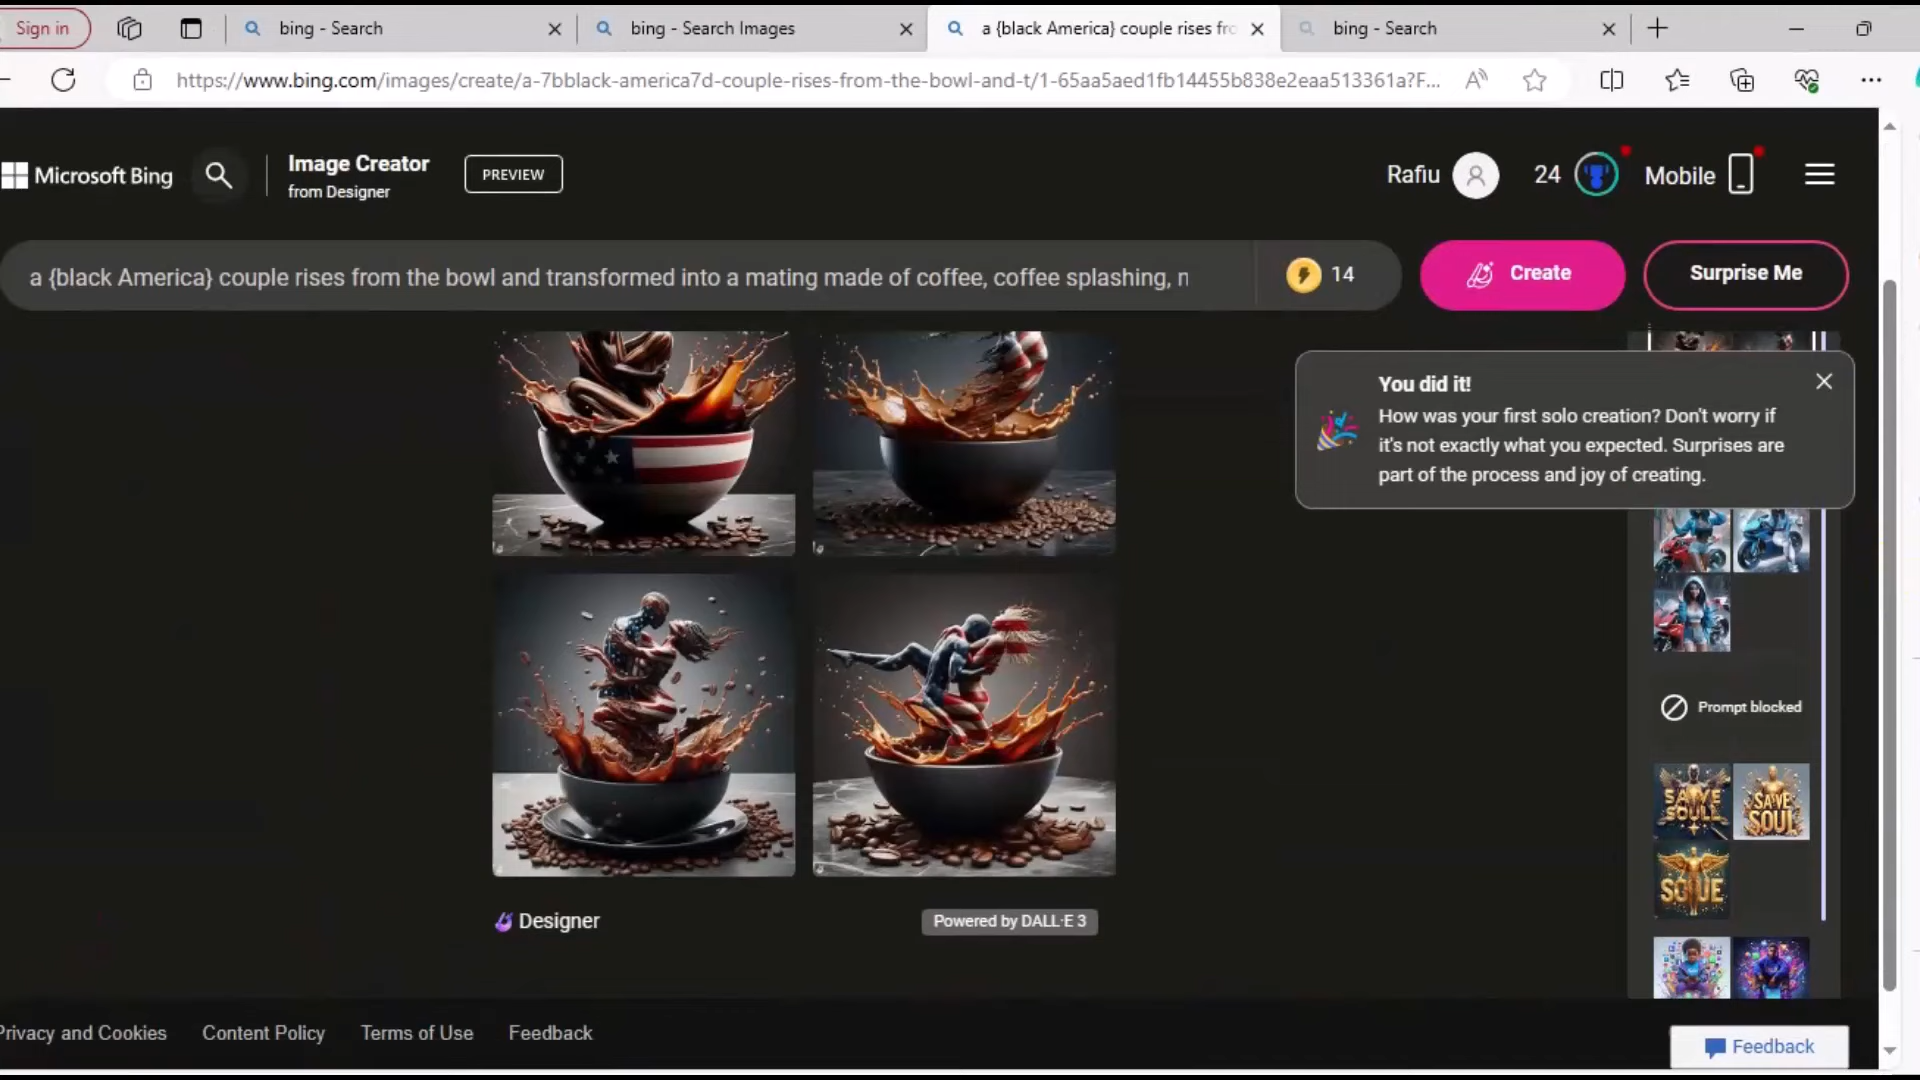 Sign in
bing - Search
bing - Search Images
a {black America} couple rises fro
bing - Search
https://www.bing.com/images/create/a-7bblack-america7d-couple-rises-from-the-bowl-and-t/1-65aa5aed1fb14455b838e2eaa513361a?F...
Microsoft Bing
Image Creator
from Designer
PREVIEW
Rafiu
24
Mobile
a {black America} couple rises from the bowl and transformed into a mating made of coffee, coffee splashing, n
14
Create
Surprise Me
You did it!
How was your first solo creation? Don't worry if
it's not exactly what you expected. Surprises are
part of the process and joy of creating.
Prompt blocked
SAVE
SOUL
Designer
Powered by DALL·E 3
Privacy and Cookies
Content Policy
Terms of Use
Feedback
Feedback